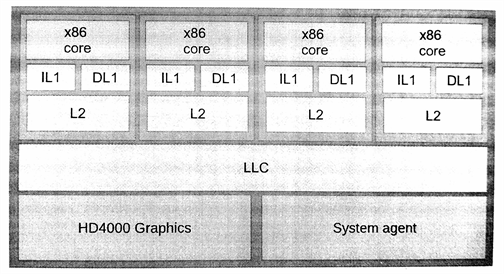 x86 core
x86 core
x86 core
x86 core
IL1 DL1 IL1 DL1 IL1 DL1 IL1 DL1
L2 L2 L2 L2
LLC
HD4000 Graphics System agent